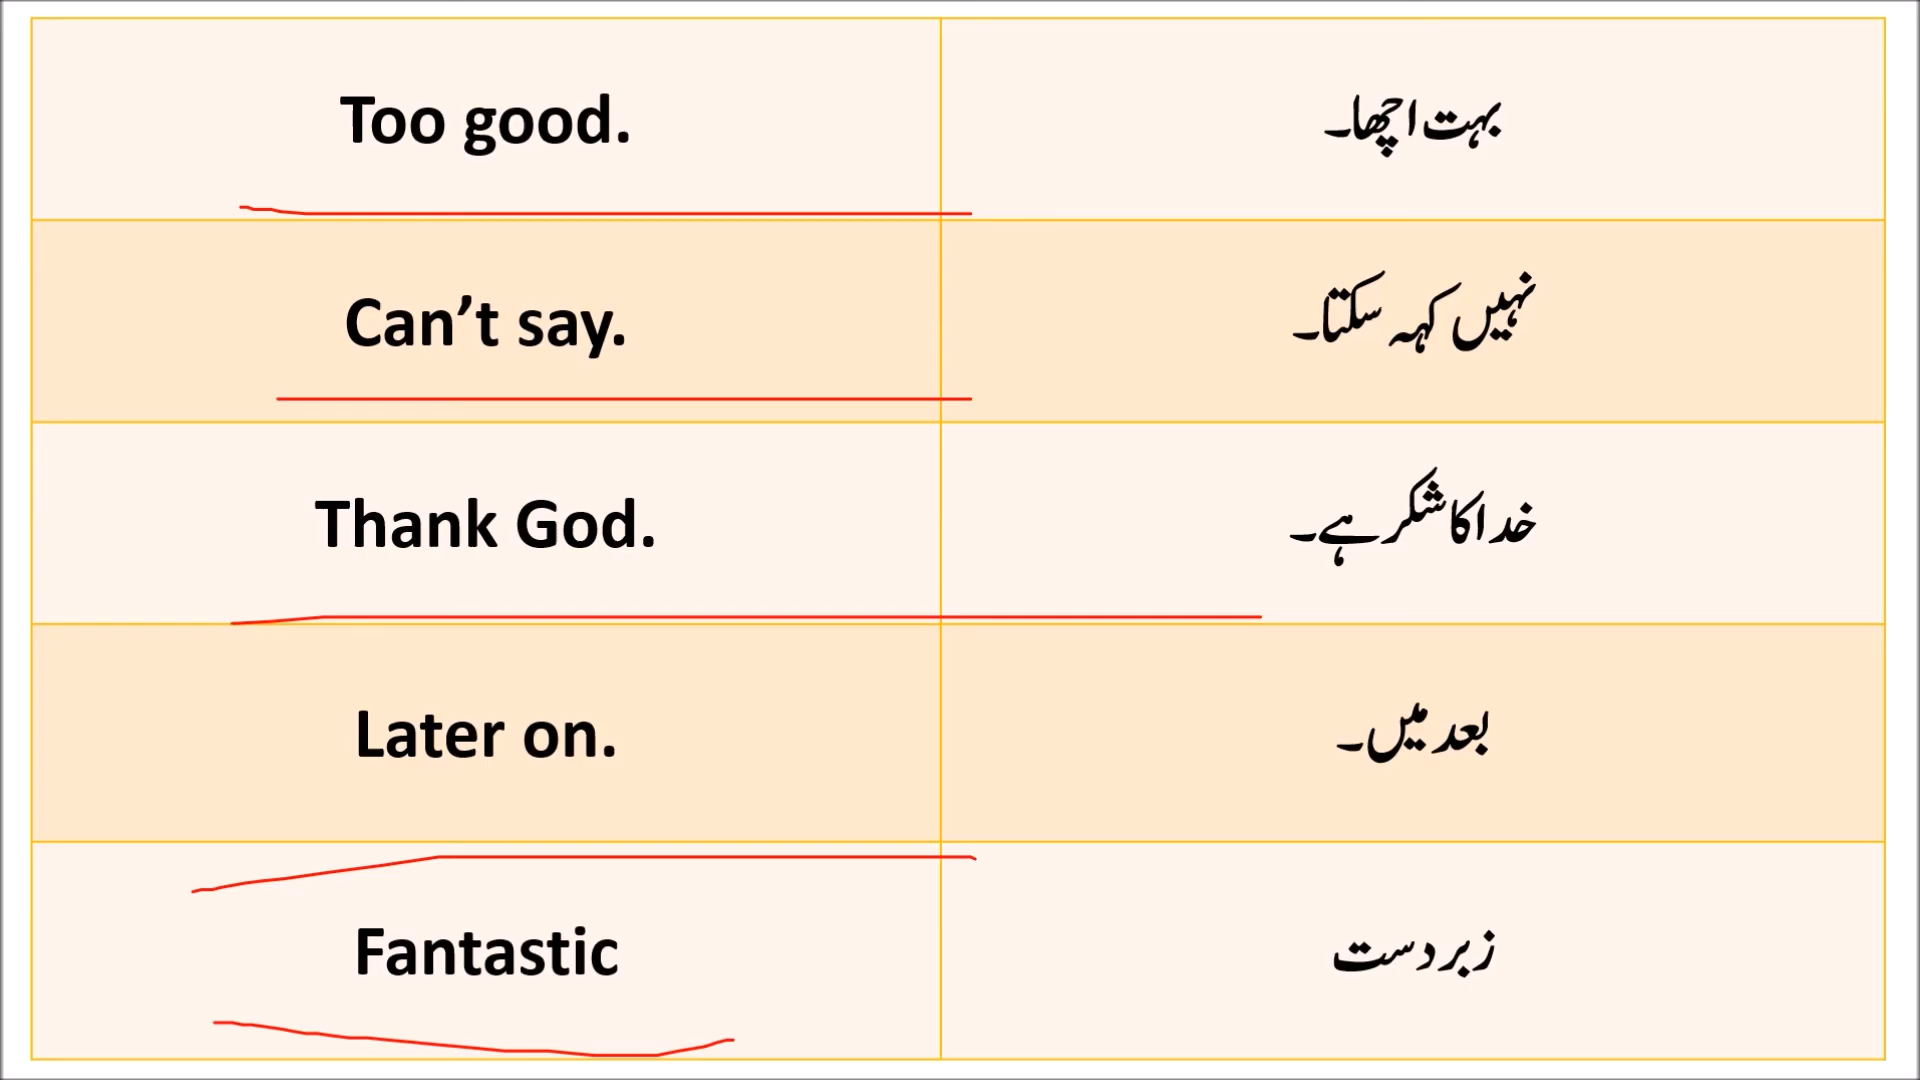 Too good. بہت اچھا۔
Can’t say. نہیں کہہ سکتا۔
Thank God. خدا کا شکر ہے۔
Later on. بعد میں۔
Fantastic زبردست